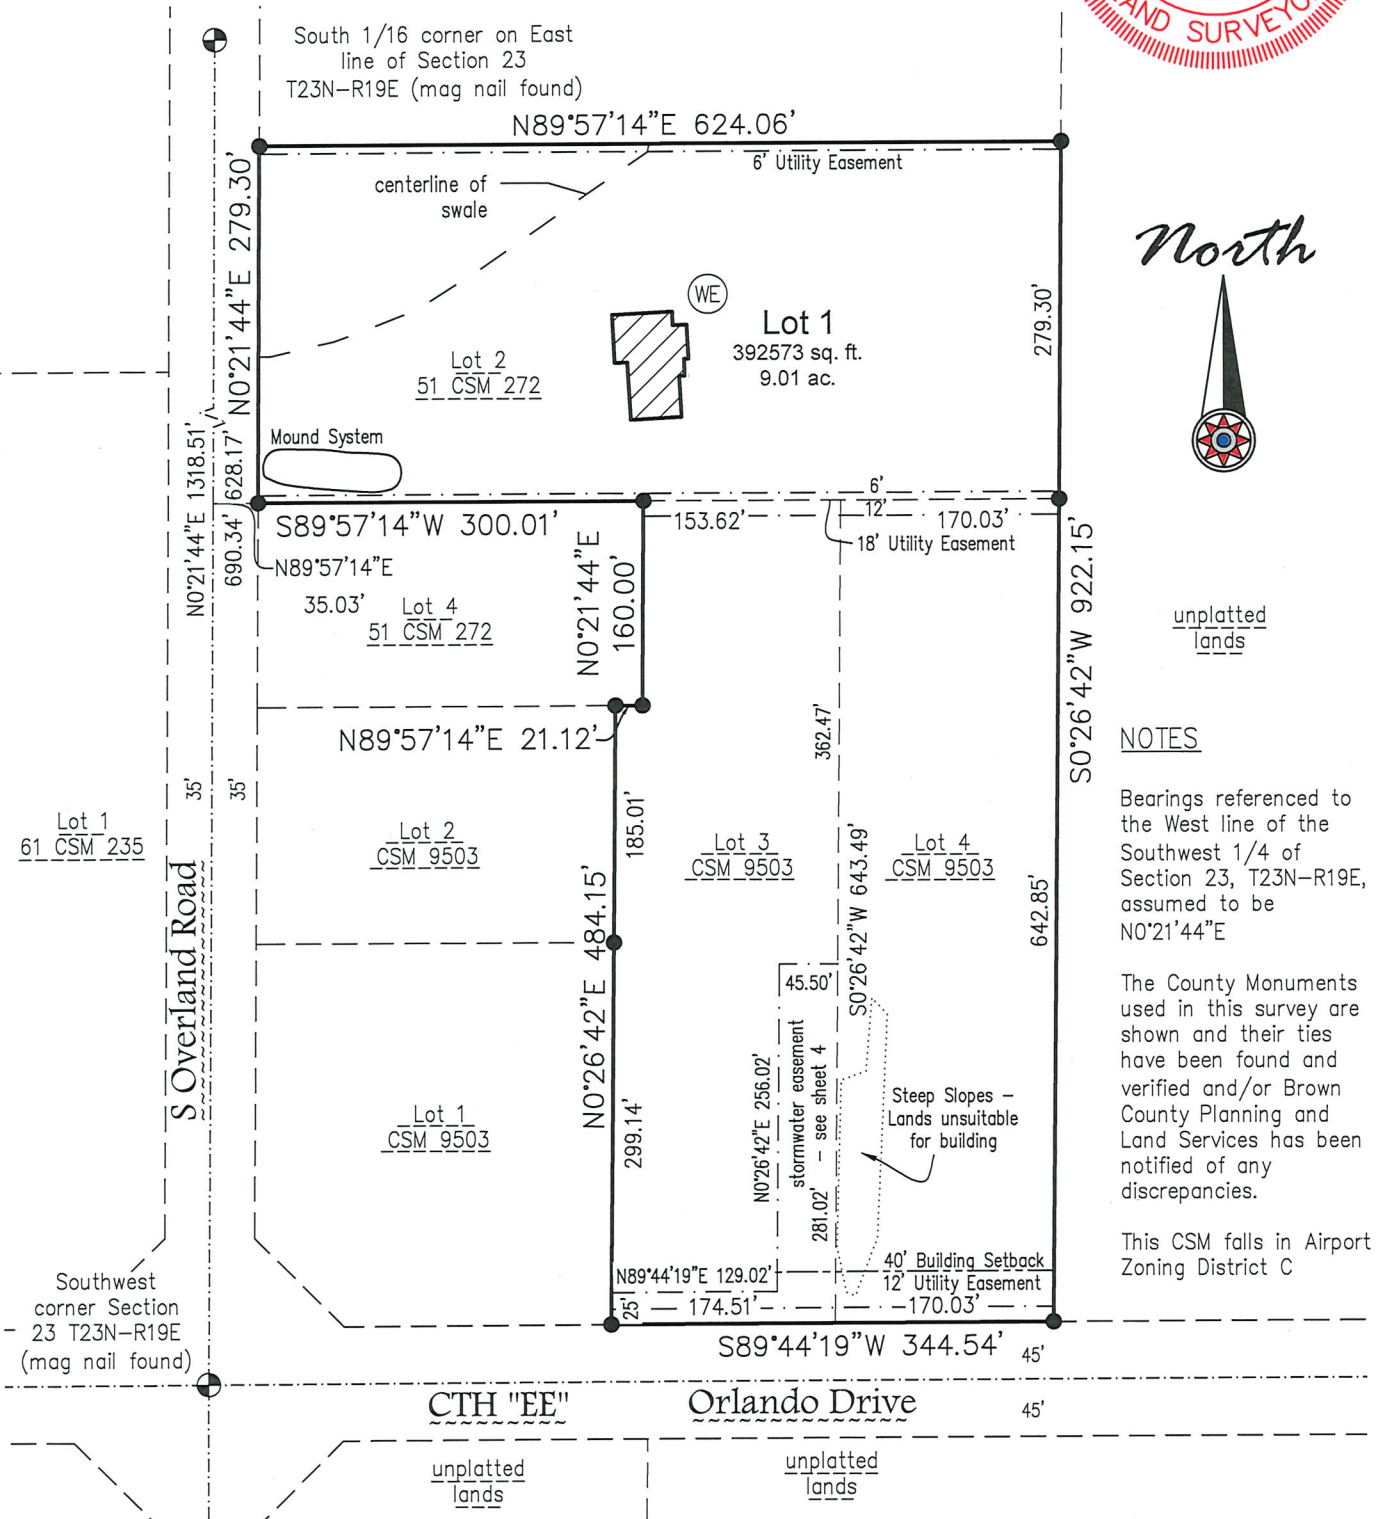 AND SURVEYO
South 1/16 corner on East
line of Section 23
T23N-R19E (mag nail found)
N89°57'14"E 624.06'
6' Utility Easement
centerline of
swale
N0°21'44"E 279.30'
North
WE
Lot 1
392573 sq. ft.
9.01 ac.
279.30'
Lot 2
51 CSM 272
Mound System
N0°21'44"E 1318.51'
628.17'
690.34'
6'
12'
S89°57'14"W 300.01'
153.62'
170.03'
18' Utility Easement
N89°57'14"E
35.03'
Lot 4
51 CSM 272
N0°21'44"E
160.00'
S0°26'42"W 922.15'
unplatted
lands
N89°57'14"E 21.12'
362.47'
NOTES
Bearings referenced to
the West line of the
Southwest 1/4 of
Section 23, T23N-R19E,
assumed to be
N0°21'44"E
The County Monuments
used in this survey are
shown and their ties
have been found and
verified and/or Brown
County Planning and
Land Services has been
notified of any
discrepancies.
This CSM falls in Airport
Zoning District C
35'
35'
Lot 1
61 CSM 235
S Overland Road
Lot 2
CSM 9503
185.01'
N0°26'42"E 484.15'
Lot 3
CSM 9503
S0°26'42"W 643.49'
Lot 4
CSM 9503
642.85'
45.50'
N0°26'42"E 256.02'
stormwater easement
- see sheet 4
281.02'
Steep Slopes -
Lands unsuitable
for building
Lot 1
CSM 9503
299.14'
40' Building Setback
N89°44'19"E 129.02'
12' Utility Easement
25'
174.51'
170.03'
S89°44'19"W 344.54'
45'
Southwest
corner Section
23 T23N-R19E
(mag nail found)
CTH "EE"
Orlando Drive
45'
unplatted
lands
unplatted
lands